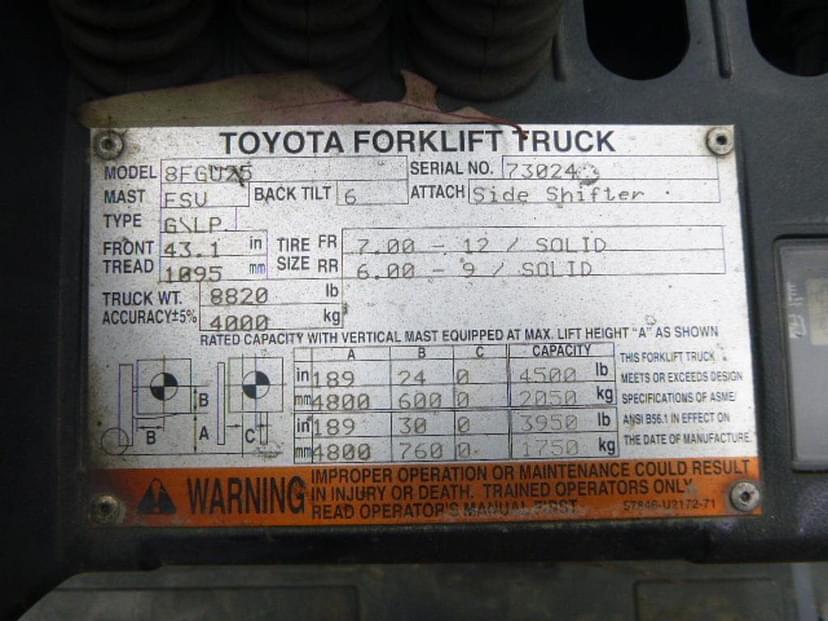 TOYOTA FORKLIFT TRUCK
MODEL 8FGU25 SERIAL NO. 73024
MAST FSV BACK TILT 6 ATTACH Side Shifter
TYPE G\LP
FRONT TREAD 43.1 in TIRE SIZE FR 7.00 - 12 / SOLID
1095 mm RR 6.00 - 9 / SOLID
TRUCK WT. 8820 lb
ACCURACY±5% 4000 kg
RATED CAPACITY WITH VERTICAL MAST EQUIPPED AT MAX. LIFT HEIGHT "A" AS SHOWN
A B C CAPACITY
in 189 24 0 4500 lb
mm 4800 600 0 2050 kg
in 189 30 0 3950 lb
mm 4800 760 0 1750 kg
B
B A C
THIS FORKLIFT TRUCK
MEETS OR EXCEEDS DESIGN
SPECIFICATIONS OF ASME/
ANSI B56.1 IN EFFECT ON
THE DATE OF MANUFACTURE.
WARNING
IMPROPER OPERATION OR MAINTENANCE COULD RESULT
IN INJURY OR DEATH. TRAINED OPERATORS ONLY.
READ OPERATOR'S MANUAL FIRST.
57846-U2172-71